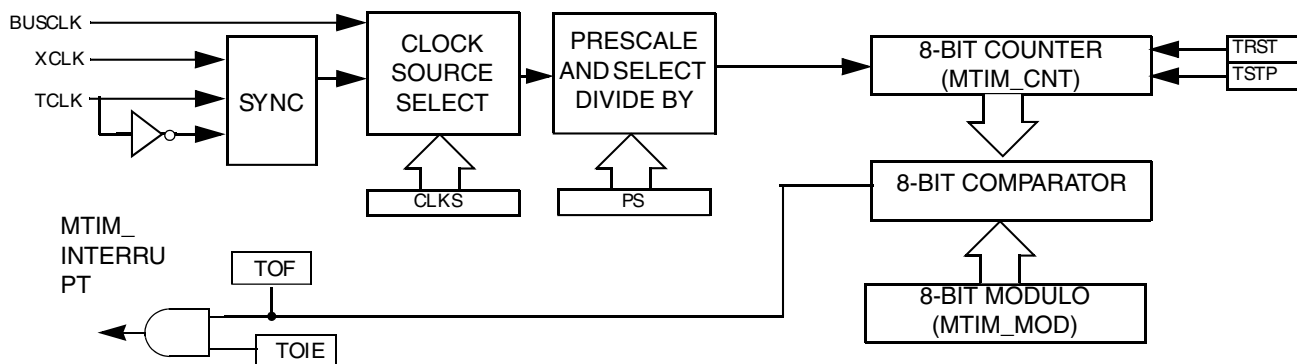 BUSCLK
XCLK
TCLK
SYNC
CLOCK
SOURCE
SELECT
PRESCALE
AND SELECT
DIVIDE BY
8-BIT COUNTER
(MTIM_CNT)
TRST
TSTP
CLKS
PS
8-BIT COMPARATOR
MTIM_
INTERRU
PT
TOF
TOIE
8-BIT MODULO
(MTIM_MOD)